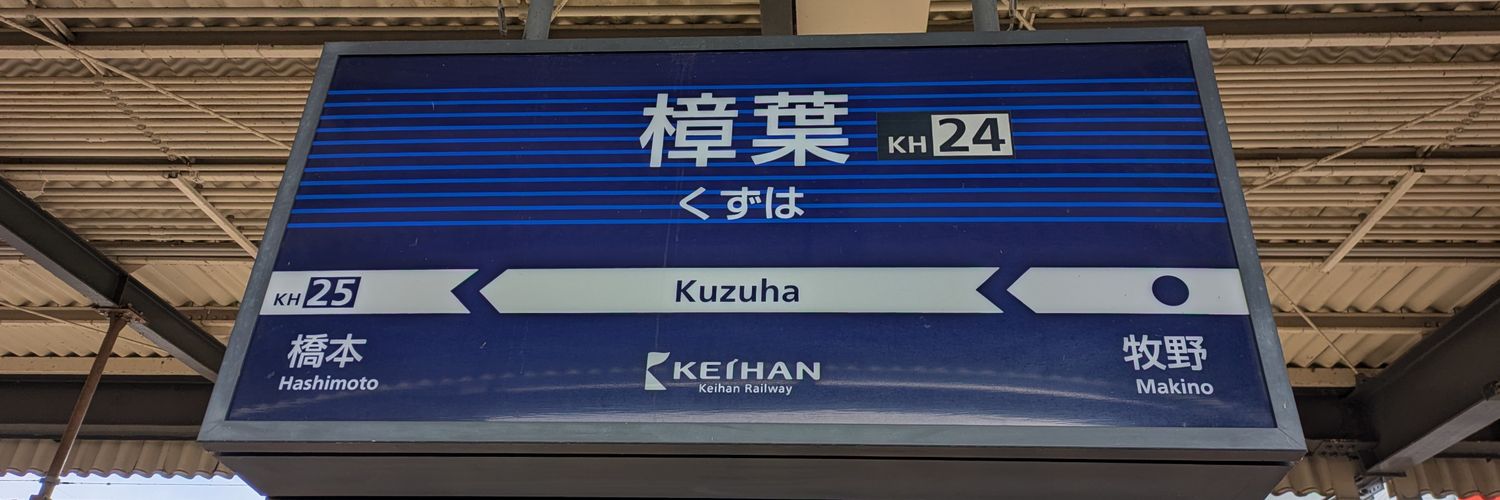 樟葉 KH 24
くずは
KH 25 Kuzuha
橋本 牧野
Hashimoto Makino
KEIHAN
Keihan Railway